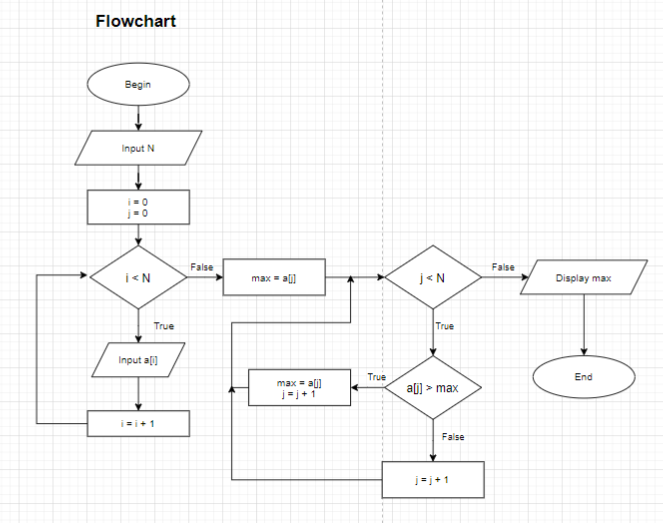 Flowchart
Begin
Input N
i = 0
j = 0
i < N
False
max = a[j]
j < N
False
Display max
True
Input a[i]
i = i + 1
True
a[j] > max
True
max = a[j]
j = j + 1
False
j = j + 1
End